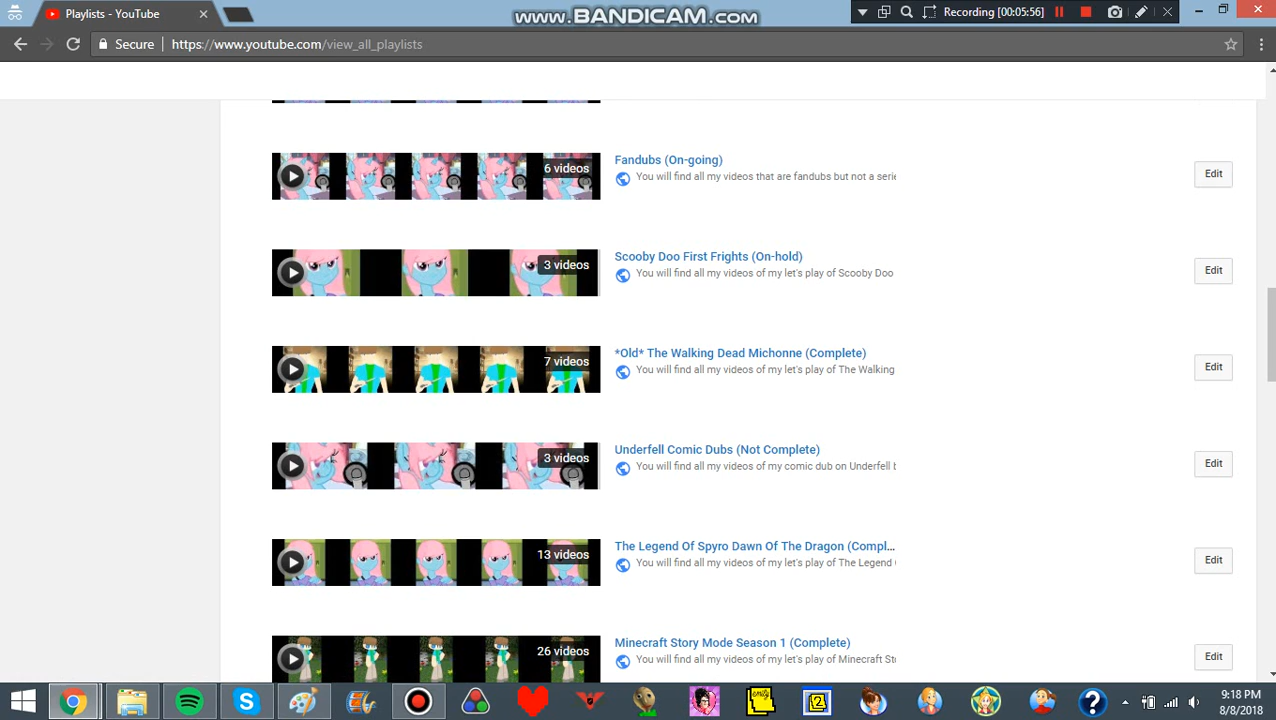 Playlists - YouTube
www.BANDICAM.com
Recording [00:05:56]
Secure
https://www.youtube.com/view_all_playlists
6 videos
Fandubs (On-going)
You will find all my videos that are fandubs but not a serie
Edit
3 videos
Scooby Doo First Frights (On-hold)
You will find all my videos of my let's play of Scooby Doo
Edit
7 videos
*Old* The Walking Dead Michonne (Complete)
You will find all my videos of my let's play of The Walking
Edit
3 videos
Underfell Comic Dubs (Not Complete)
You will find all my videos of my comic dub on Underfell b
Edit
13 videos
The Legend Of Spyro Dawn Of The Dragon (Compl...
You will find all my videos of my let's play of The Legend
Edit
26 videos
Minecraft Story Mode Season 1 (Complete)
You will find all my videos of my let's play of Minecraft Sto
Edit
9:18 PM
8/8/2018